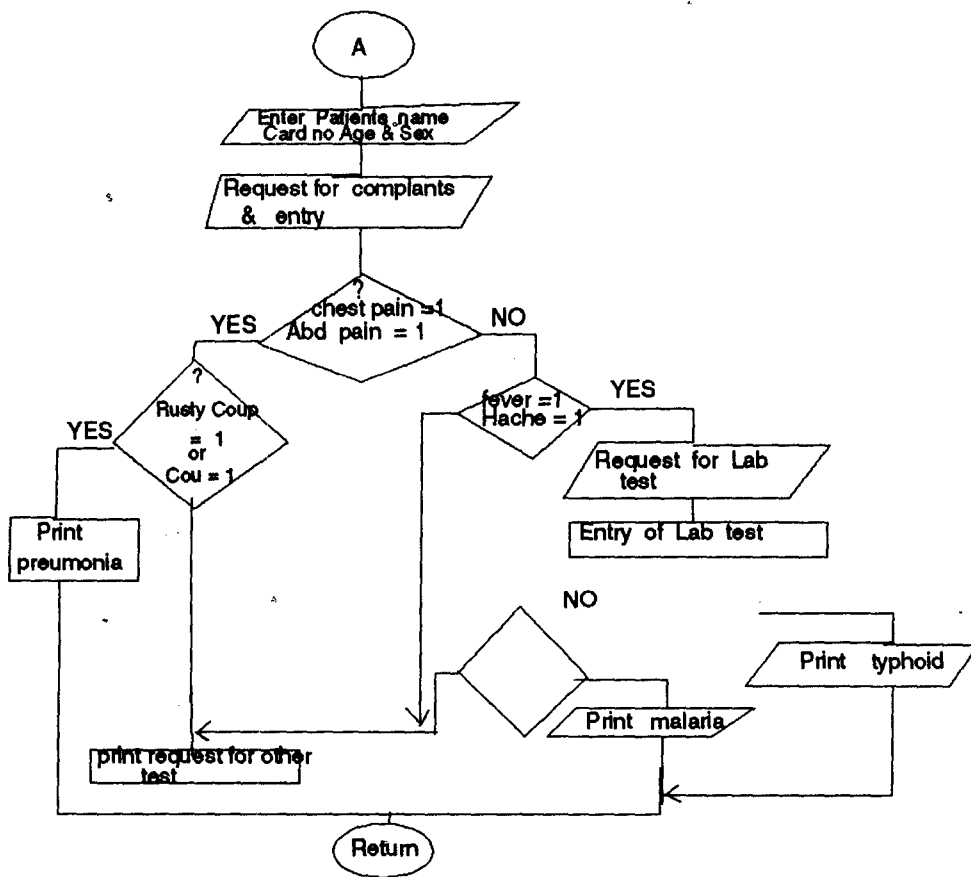 A
Enter Patients name
Card no Age & Sex
Request for complants
& entry
?
chest pain =1
Abd pain = 1
YES
NO
?
Rusty Coup
= 1
or
Cou = 1
YES
fever =1
Hache = 1
YES
Request for Lab
test
Entry of Lab test
Print
preumonia
NO
Print typhoid
Print malaria
print request for other
test
Return